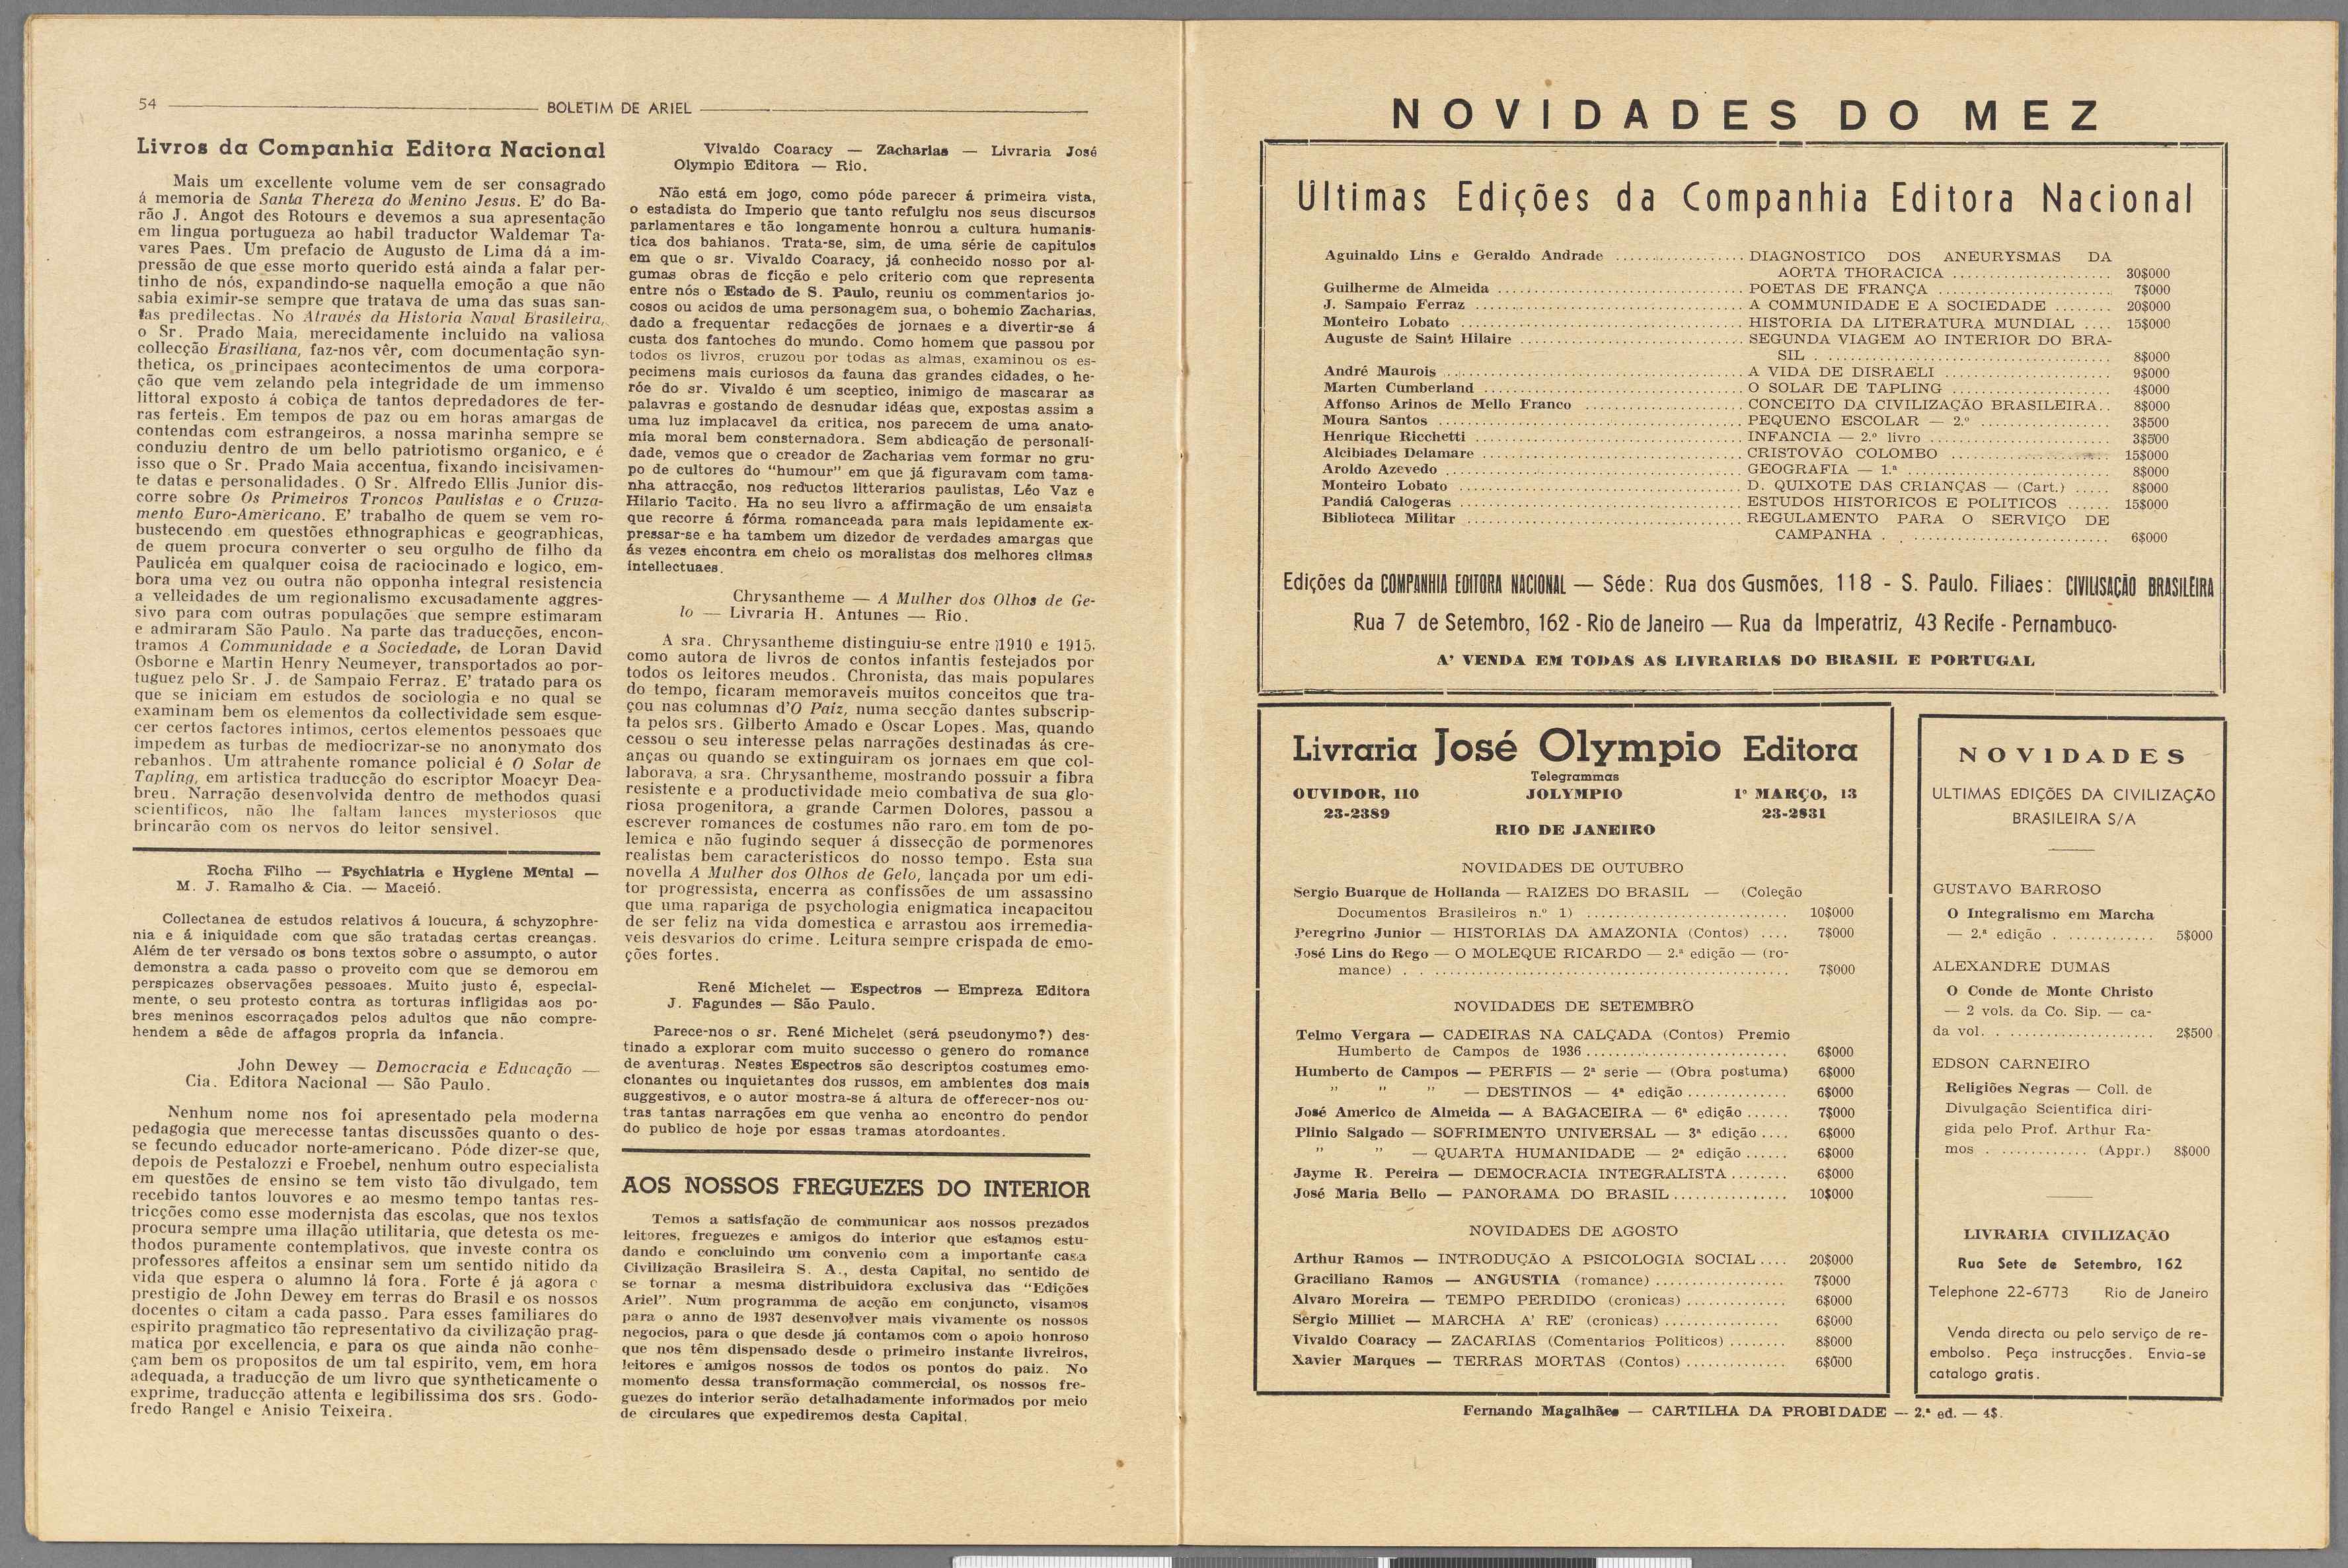 54
BOLETIM DE ARIEL
Livros da Companhia Editora Nacional
Mais um excellente volume vem de ser consagrado
á memoria de Santa Thereza do Menino Jesus. E' do Ba-
rão J. Angot des Rotours e devemos a sua apresentação
em lingua portugueza ao habil traductor Waldemar Ta-
vares Paes. Um prefacio de Augusto de Lima dá a im-
pressão de que esse morto querido está ainda a falar per-
tinho de nós, expandindo-se naquella emoção a que não
sabia eximir-se sempre que tratava de uma das suas san-
tas predilectas. No Através da Historia Naval Brasileira,
o Sr. Prado Maia, merecidamente incluido na valiosa
collecção Brasiliana, faz-nos vêr, com documentação syn-
thetica, os principaes acontecimentos de uma corpora-
ção que vem zelando pela integridade de um immenso
littoral exposto á cobiça de tantos depredadores de ter-
ras ferteis. Em tempos de paz ou em horas amargas de
contendas com estrangeiros, a nossa marinha sempre se
conduziu dentro de um bello patriotismo organico, e é
isso que o Sr. Prado Maia accentua, fixando incisivamen-
te datas e personalidades. O Sr. Alfredo Ellis Junior dis-
corre sobre Os Primeiros Troncos Paulistas e o Cruza-
mento Euro-Americano. E' trabalho de quem se vem ro-
bustecendo em questões ethnographicas e geographicas,
de quem procura converter o seu orgulho de filho da
Paulicéa em qualquer coisa de raciocinado e logico, em-
bora uma vez ou outra não opponha integral resistencia
a velleidades de um regionalismo excusadamente aggres-
sivo para com outras populações que sempre estimaram
e admiraram São Paulo. Na parte das traducções, encon-
tramos A Communidade e a Sociedade, de Loran David
Osborne e Martin Henry Neumeyer, transportados ao por-
tuguez pelo Sr. J. de Sampaio Ferraz. E' tratado para os
que se iniciam em estudos de sociologia e no qual se
examinam bem os elementos da collectividade sem esque-
cer certos factores intimos, certos elementos pessoaes que
impedem as turbas de mediocrizar-se no anonymato dos
rebanhos. Um attrahente romance policial é O Solar de
Tapling, em artistica traducção do escriptor Moacyr Dea-
breu. Narração desenvolvida dentro de methodos quasi
scientificos, não lhe faltam lances mysteriosos que
brincarão com os nervos do leitor sensivel.
Rocha Filho — Psychiatria e Hygiene Mental —
M. J. Ramalho & Cia. — Maceió.
Collectanea de estudos relativos á loucura, á schyzophre-
nia e á iniquidade com que são tratadas certas creanças.
Além de ter versado os bons textos sobre o assumpto, o autor
demonstra a cada passo o proveito com que se demorou em
perspicazes observações pessoaes. Muito justo é, especial-
mente, o seu protesto contra as torturas infligidas aos po-
bres meninos escorraçados pelos adultos que não compre-
hendem a sêde de affagos propria da infancia.
John Dewey — Democracia e Educação —
Cia. Editora Nacional — São Paulo.
Nenhum nome nos foi apresentado pela moderna
pedagogia que merecesse tantas discussões quanto o des-
se fecundo educador norte-americano. Póde dizer-se que,
depois de Pestalozzi e Froebel, nenhum outro especialista
em questões de ensino se tem visto tão divulgado, tem
recebido tantos louvores e ao mesmo tempo tantas res-
tricções como esse modernista das escolas, que nos textos
procura sempre uma illação utilitaria, que detesta os me-
thodos puramente contemplativos, que investe contra os
professores affeitos a ensinar sem um sentido nitido da
vida que espera o alumno lá fora. Forte é já agora o
prestigio de John Dewey em terras do Brasil e os nossos
docentes o citam a cada passo. Para esses familiares do
espirito pragmatico tão representativo da civilização prag-
matica por excellencia, e para os que ainda não conhe-
çam bem os propositos de um tal espirito, vem, em hora
adequada, a traducção de um livro que syntheticamente o
exprime, traducção attenta e legibilissima dos srs. Godo-
fredo Rangel e Anisio Teixeira.
Vivaldo Coaracy — Zacharias — Livraria José
Olympio Editora — Rio.
Não está em jogo, como póde parecer á primeira vista,
o estadista do Imperio que tanto refulgiu nos seus discursos
parlamentares e tão longamente honrou a cultura humanis-
tica dos bahianos. Trata-se, sim, de uma série de capitulos
em que o sr. Vivaldo Coaracy, já conhecido nosso por al-
gumas obras de ficção e pelo criterio com que representa
entre nós o Estado de S. Paulo, reuniu os commentarios jo-
cosos ou acidos de uma personagem sua, o bohemio Zacharias,
dado a frequentar redacções de jornaes e a divertir-se á
custa dos fantoches do mundo. Como homem que passou por
todos os livros, cruzou por todas as almas, examinou os es-
pecimens mais curiosos da fauna das grandes cidades, o he-
róe do sr. Vivaldo é um sceptico, inimigo de mascarar as
palavras e gostando de desnudar idéas que, expostas assim a
uma luz implacavel da critica, nos parecem de uma anato-
mia moral bem consternadora. Sem abdicação de personali-
dade, vemos que o creador de Zacharias vem formar no gru-
po de cultores do "humour" em que já figuravam com tama-
nha attracção, nos reductos litterarios paulistas, Léo Vaz e
Hilario Tacito. Ha no seu livro a affirmação de um ensaista
que recorre á fórma romanceada para mais lepidamente ex-
pressar-se e ha tambem um dizedor de verdades amargas que
ás vezes encontra em cheio os moralistas dos melhores climas
intellectuaes.
Chrysantheme — A Mulher dos Olhos de Ge-
lo — Livraria H. Antunes — Rio.
A sra. Chrysantheme distinguiu-se entre 1910 e 1915,
como autora de livros de contos infantis festejados por
todos os leitores meudos. Chronista, das mais populares
do tempo, ficaram memoraveis muitos conceitos que tra-
çou nas columnas d'O Paiz, numa secção dantes subscrip-
ta pelos srs. Gilberto Amado e Oscar Lopes. Mas, quando
cessou o seu interesse pelas narrações destinadas ás cre-
anças ou quando se extinguiram os jornaes em que col-
laborava, a sra. Chrysantheme, mostrando possuir a fibra
resistente e a productividade meio combativa de sua glo-
riosa progenitora, a grande Carmen Dolores, passou a
escrever romances de costumes não raro em tom de po-
lemica e não fugindo sequer á dissecção de pormenores
realistas bem caracteristicos do nosso tempo. Esta sua
novella A Mulher dos Olhos de Gelo, lançada por um edi-
tor progressista, encerra as confissões de um assassino
que uma rapariga de psychologia enigmatica incapacitou
de ser feliz na vida domestica e arrastou aos irremedia-
veis desvarios do crime. Leitura sempre crispada de emo-
ções fortes.
René Michelet — Espectros — Empreza Editora
J. Fagundes — São Paulo.
Parece-nos o sr. René Michelet (será pseudonymo?) des-
tinado a explorar com muito successo o genero do romance
de aventuras. Nestes Espectros são descriptos costumes emo-
cionantes ou inquietantes dos russos, em ambientes dos mais
suggestivos, e o autor mostra-se á altura de offerecer-nos ou-
tras tantas narrações em que venha ao encontro do pendor
do publico de hoje por essas tramas atordoantes.
AOS NOSSOS FREGUEZES DO INTERIOR
Temos a satisfação de communicar aos nossos prezados
leitores, freguezes e amigos do interior que estamos estu-
dando e concluindo um convenio com a importante casa
Civilização Brasileira S. A., desta Capital, no sentido de
se tornar a mesma distribuidora exclusiva das "Edições
Ariel". Num programma de acção em conjuncto, visamos
para o anno de 1937 desenvolver mais vivamente os nossos
negocios, para o que desde já contamos com o apoio honroso
que nos têm dispensado desde o primeiro instante livreiros,
leitores e amigos nossos de todos os pontos do paiz. No
momento dessa transformação commercial, os nossos fre-
guezes do interior serão detalhadamente informados por meio
de circulares que expediremos desta Capital.
NOVIDADES DO MEZ
Ultimas Edições da Companhia Editora Nacional
Aguinaldo Lins e Geraldo Andrade ................ DIAGNOSTICO DOS ANEURYSMAS DA
AORTA THORACICA ...................... 30$000
Guilherme de Almeida ................ POETAS DE FRANÇA ................ 7$000
J. Sampaio Ferraz ................ A COMMUNIDADE E A SOCIEDADE ........ 20$000
Monteiro Lobato ................ HISTORIA DA LITERATURA MUNDIAL .... 15$000
Auguste de Saint Hilaire ................ SEGUNDA VIAGEM AO INTERIOR DO BRA-
SIL ................ 8$000
André Maurois ................ A VIDA DE DISRAELI ................ 9$000
Marten Cumberland ................ O SOLAR DE TAPLING ................ 4$000
Affonso Arinos de Mello Franco ................ CONCEITO DA CIVILIZAÇÃO BRASILEIRA.. 8$000
Moura Santos ................ PEQUENO ESCOLAR — 2.º ................ 3$500
Henrique Ricchetti ................ INFANCIA — 2.º livro ................ 3$500
Alcibiades Delamare ................ CRISTOVÃO COLOMBO ................ 15$000
Aroldo Azevedo ................ GEOGRAFIA — 1.ª ................ 8$000
Monteiro Lobato ................ D. QUIXOTE DAS CRIANÇAS — (Cart.) ..... 8$000
Pandiá Calogeras ................ ESTUDOS HISTORICOS E POLITICOS ...... 15$000
Biblioteca Militar ................ REGULAMENTO PARA O SERVIÇO DE
CAMPANHA ................ 6$000
Edições da COMPANHIA EDITORA NACIONAL — Séde: Rua dos Gusmões, 118 - S. Paulo. Filiaes: CIVILISAÇÃO BRASILEIRA
Rua 7 de Setembro, 162 - Rio de Janeiro — Rua da Imperatriz, 43 Recife - Pernambuco-
A' VENDA EM TODAS AS LIVRARIAS DO BRASIL E PORTUGAL
Livraria José Olympio Editora
Telegrammas
OUVIDOR, 110 JOLYMPIO 1º MARÇO, 13
23-2389 23-2831
RIO DE JANEIRO
NOVIDADES DE OUTUBRO
Sergio Buarque de Hollanda — RAIZES DO BRASIL — (Coleção
Documentos Brasileiros n.º 1) ................ 10$000
Peregrino Junior — HISTORIAS DA AMAZONIA (Contos) .... 7$000
José Lins do Rego — O MOLEQUE RICARDO — 2.ª edição — (ro-
mance) ................ 7$000
NOVIDADES DE SETEMBRO
Telmo Vergara — CADEIRAS NA CALÇADA (Contos) Premio
Humberto de Campos de 1936 ................ 6$000
Humberto de Campos — PERFIS — 2ª serie — (Obra postuma) 6$000
" " " — DESTINOS — 4ª edição .............. 6$000
José Americo de Almeida — A BAGACEIRA — 6ª edição ...... 7$000
Plinio Salgado — SOFRIMENTO UNIVERSAL — 3ª edição .... 6$000
" " — QUARTA HUMANIDADE — 2ª edição ...... 6$000
Jayme R. Pereira — DEMOCRACIA INTEGRALISTA ........ 6$000
José Maria Bello — PANORAMA DO BRASIL ................ 10$000
NOVIDADES DE AGOSTO
Arthur Ramos — INTRODUÇÃO A PSICOLOGIA SOCIAL .... 20$000
Graciliano Ramos — ANGUSTIA (romance) .................. 7$000
Alvaro Moreira — TEMPO PERDIDO (cronicas) .............. 6$000
Sergio Milliet — MARCHA A' RE' (cronicas) ................ 6$000
Vivaldo Coaracy — ZACARIAS (Comentarios Politicos) ........ 8$000
Xavier Marques — TERRAS MORTAS (Contos) .............. 6$000
NOVIDADES
ULTIMAS EDIÇÕES DA CIVILIZAÇÃO
BRASILEIRA S/A
GUSTAVO BARROSO
O Integralismo em Marcha
— 2.ª edição . ............ 5$000
ALEXANDRE DUMAS
O Conde de Monte Christo
— 2 vols. da Co. Sip. — ca-
da vol. . .................... 2$500
EDSON CARNEIRO
Religiões Negras — Coll. de
Divulgação Scientifica diri-
gida pelo Prof. Arthur Ra-
mos . ............ (Appr.) 8$000
LIVRARIA CIVILIZAÇÃO
Rua Sete de Setembro, 162
Telephone 22-6773 Rio de Janeiro
Venda directa ou pelo serviço de re-
embolso. Peça instrucções. Envia-se
catalogo gratis.
Fernando Magalhães — CARTILHA DA PROBIDADE — 2.ª ed. — 4$.